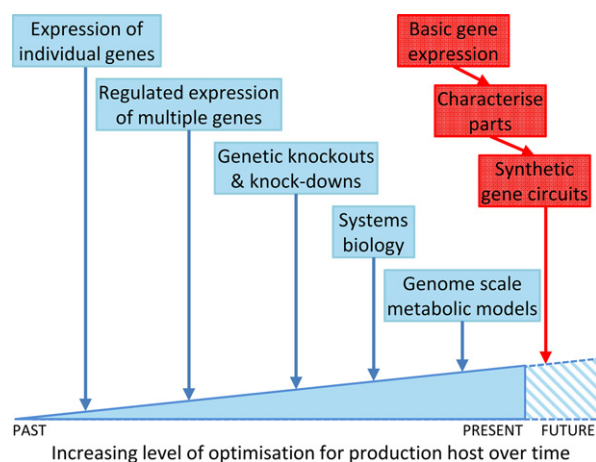 Expression of
individual genes
Regulated expression
of multiple genes
Genetic knockouts
& knock-downs
Systems
biology
Genome scale
metabolic models
Basic gene
expression
Characterise
parts
Synthetic
gene circuits
PAST
PRESENT
FUTURE
Increasing level of optimisation for production host over time